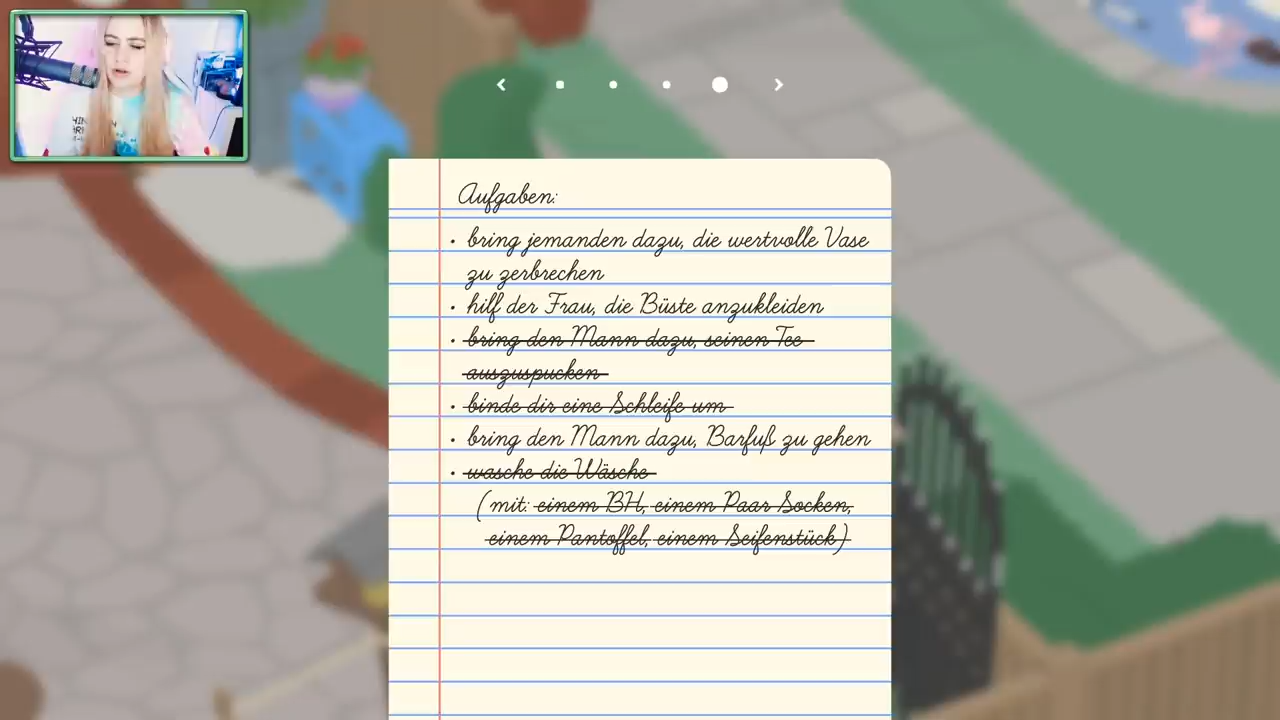 Aufgaben:
• bring jemanden dazu, die wertvolle Vase
zu zerbrechen
• hilf der Frau, die Büste anzukleiden
• bring den Mann dazu, seinen Tee
auszuspucken
• binde dir eine Schleife um
• bring den Mann dazu, Barfuß zu gehen
• wasche die Wäsche
(mit: einem BH, einem Paar Socken,
einem Pantoffel, einem Seifenstück)